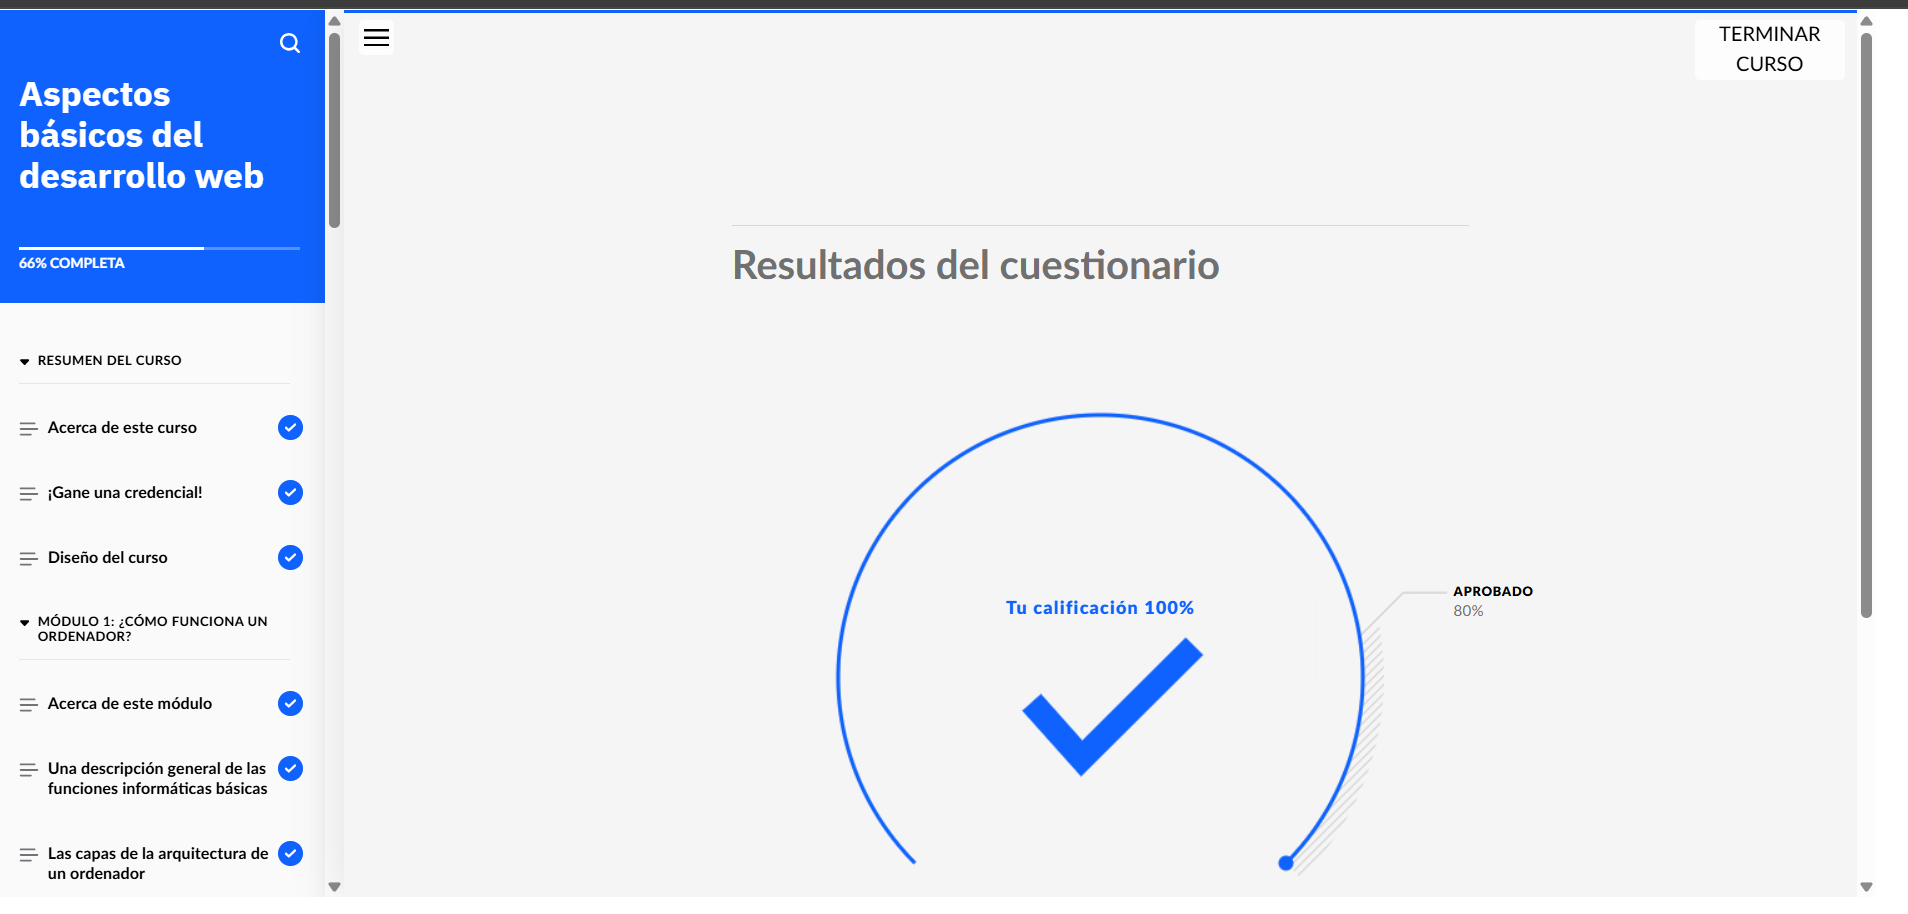 Aspectos
básicos del
desarrollo web
66% COMPLETA
RESUMEN DEL CURSO
Acerca de este curso
¡Gane una credencial!
Diseño del curso
MÓDULO 1: ¿CÓMO FUNCIONA UN
ORDENADOR?
Acerca de este módulo
Una descripción general de las
funciones informáticas básicas
Las capas de la arquitectura de
un ordenador
TERMINAR
CURSO
Resultados del cuestionario
Tu calificación 100%
APROBADO
80%